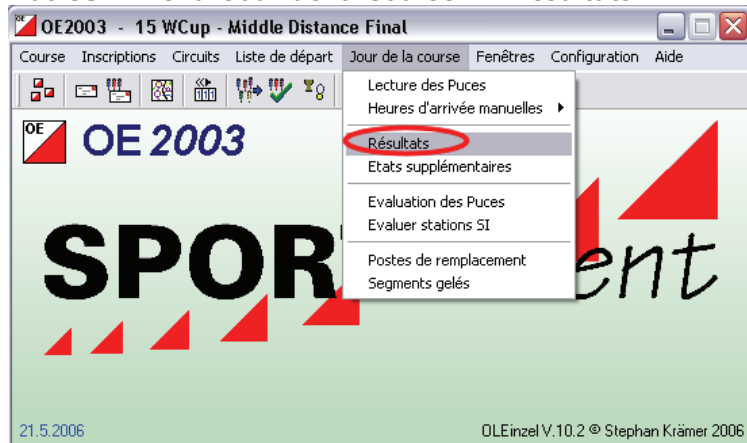 OE2003 - 15 WCup - Middle Distance Final
Course Inscriptions Circuits Liste de départ Jour de la course Fenêtres Configuration Aide
Lecture des Puces
Heures d'arrivée manuelles
Résultats
Etats supplémentaires
Evaluation des Puces
Evaluer stations SI
Postes de remplacement
Segments gelés
OE
OE 2003
SPOR ent
21.5.2006
OLEinzel V.10.2 © Stephan Krämer 2006